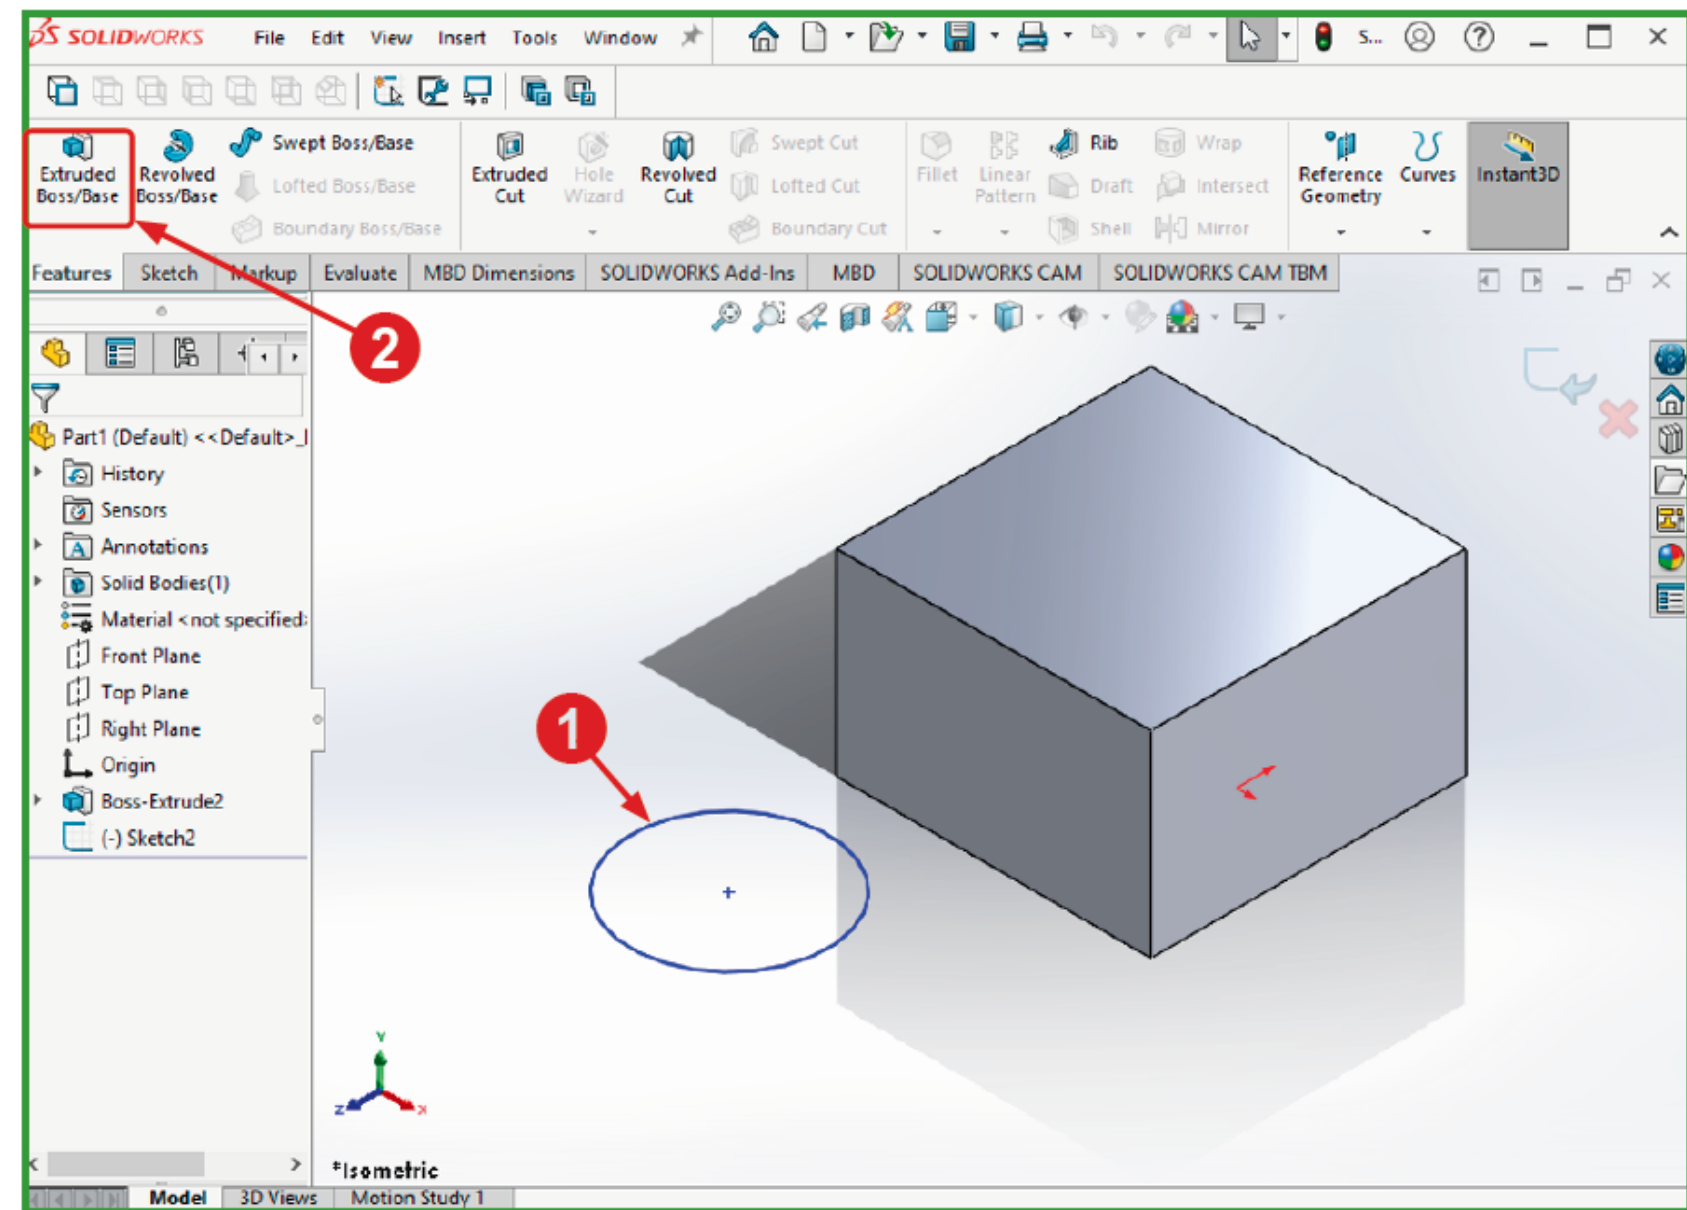 SOLIDWORKS File Edit View Insert Tools Window S... ?
Extruded Boss/Base
Revolved Boss/Base
Swept Boss/Base
Lofted Boss/Base
Boundary Boss/Base
Extruded Cut
Hole Wizard
Revolved Cut
Swept Cut
Lofted Cut
Boundary Cut
Fillet
Linear Pattern
Rib
Draft
Shell
Wrap
Intersect
Mirror
Reference Geometry
Curves
Instant3D
Features Sketch Markup Evaluate MBD Dimensions SOLIDWORKS Add-Ins MBD SOLIDWORKS CAM SOLIDWORKS CAM TBM
2
Part1 (Default) <<Default>_
History
Sensors
A Annotations
Solid Bodies(1)
Material <not specified>
Front Plane
Top Plane
Right Plane
Origin
Boss-Extrude2
(-) Sketch2
1
Y
Z
X
*Isometric
Model 3D Views Motion Study 1